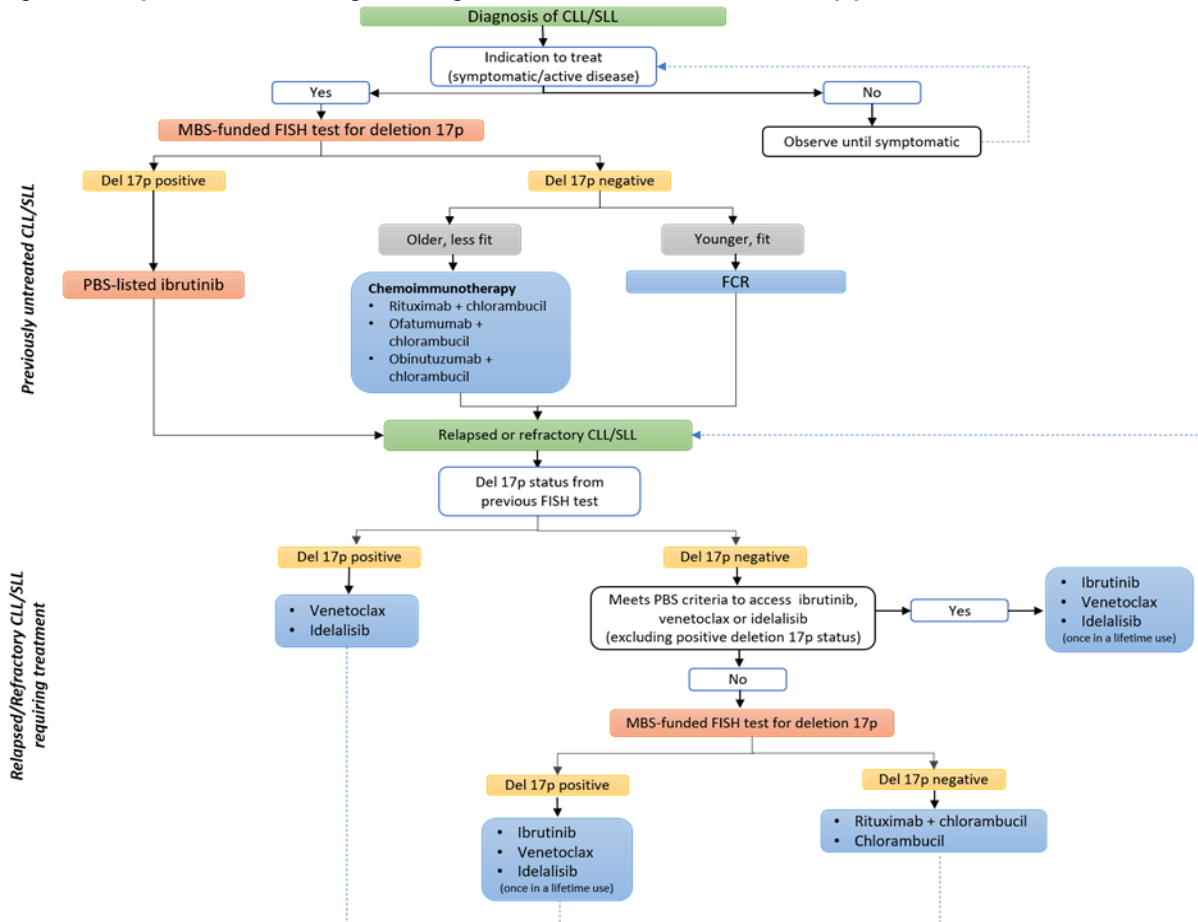 Diagnosis of CLL/SLL
Indication to treat
(symptomatic/active disease)
Yes
No
MBS-funded FISH test for deletion 17p
Observe until symptomatic
Previously untreated CLL/SLL
Del 17p positive
Del 17p negative
Older, less fit
Younger, fit
PBS-listed ibrutinib
Chemoimmunotherapy
• Rituximab + chlorambucil
• Ofatumumab +
chlorambucil
• Obinutuzumab +
chlorambucil
FCR
Relapsed or refractory CLL/SLL
Relapsed/Refractory CLL/SLL
requiring treatment
Del 17p status from
previous FISH test
Del 17p positive
Del 17p negative
• Venetoclax
• Idelalisib
Meets PBS criteria to access ibrutinib,
venetoclax or idelalisib
(excluding positive deletion 17p status)
Yes
• Ibrutinib
• Venetoclax
• Idelalisib
(once in a lifetime use)
No
MBS-funded FISH test for deletion 17p
Del 17p positive
Del 17p negative
• Ibrutinib
• Venetoclax
• Idelalisib
(once in a lifetime use)
• Rituximab + chlorambucil
• Chlorambucil